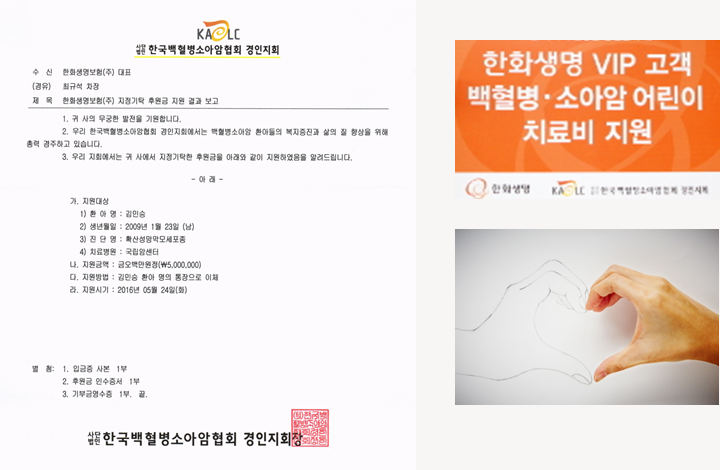 KACLC
사단법인 한국백혈병소아암협회 경인지회
수 신 한화생명보험(주) 대표
(경유) 최규석 차장
제 목 한화생명보험(주) 지정기탁 후원금 지원 결과 보고
1. 귀 사의 무궁한 발전을 기원합니다.
2. 우리 한국백혈병소아암협회 경인지회에서는 백혈병소아암 환아들의 복지증진과 삶의 질 향상을 위해
총력 경주하고 있습니다.
3. 우리 지회에서는 귀 사에서 지정기탁한 후원금을 아래와 같이 지원하였음을 알려드립니다.
- 아 래 -
가. 지원대상
1) 환 아 명 : 김민승
2) 생년월일 : 2009년 1월 23일 (남)
3) 진 단 명 : 확산성망막모세포종
4) 치료병원 : 국립암센터
나. 지원금액 : 금오백만원정(₩5,000,000)
다. 지원방법 : 김민승 환아 명의 통장으로 이체
라. 지원시기 : 2016년 05월 24일(화)
별 첨: 1. 입금증 사본 1부
2. 후원금 인수증서 1부
3. 기부금영수증 1부. 끝.
사단법인 한국백혈병소아암협회 경인지회장
한화생명 VIP 고객
백혈병·소아암 어린이
치료비 지원
한화생명 KACLC 사단법인 한국백혈병소아암협회 경인지회